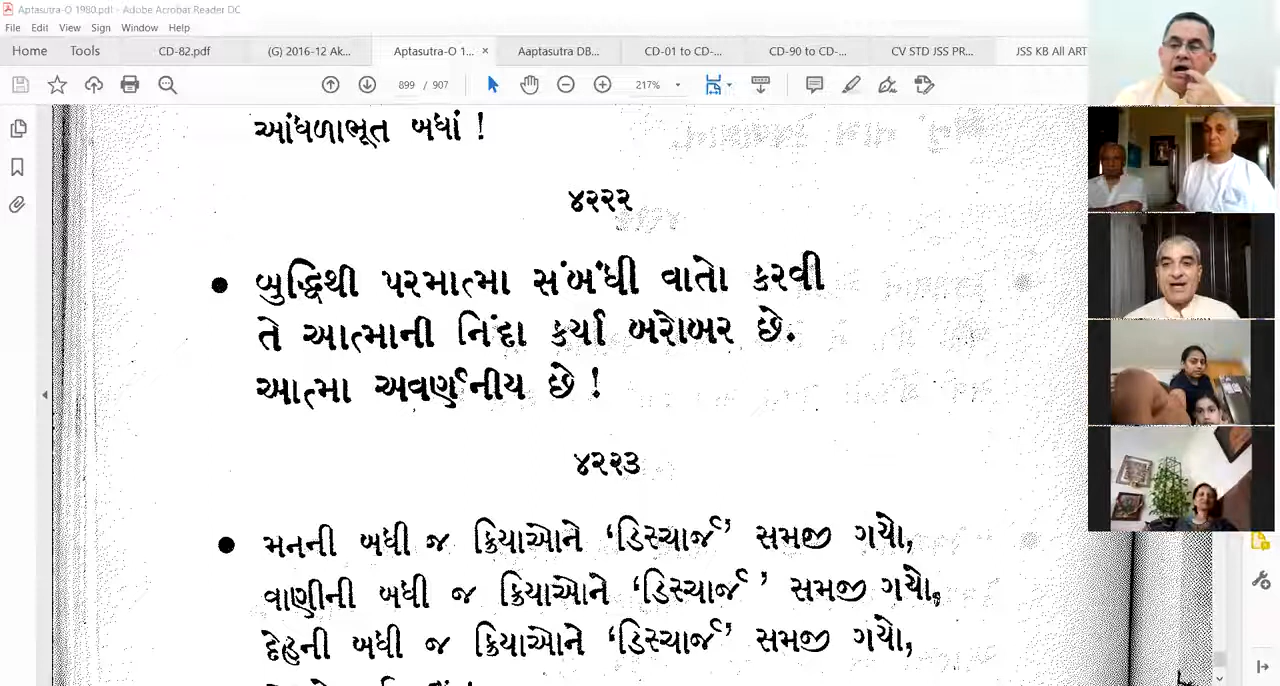 Aptasutra-O 1980.pdf - Adobe Acrobat Reader DC
File Edit View Sign Window Help
Home Tools CD-82.pdf (G) 2016-12 Ak... Aptasutra-O 1... × Aaptasutra DB... CD-01 to CD-... CD-90 to CD-... CV STD JSS PR... JSS KB All ART
899 / 907 217%
આંધળાભૂત બધાં !
૪૨૨૨
● બુદ્ધિથી પરમાત્મા સંબંધી વાતો કરવી
તે આત્માની નિંદા કર્યા બરોબર છે.
આત્મા અવર્ણનીય છે !
૪૨૨૩
● મનની બધી જ ક્રિયાઓને ‘ડિસ્ચાર્જ’ સમજી ગયો,
વાણીની બધી જ ક્રિયાઓને ‘ડિસ્ચાર્જ’ સમજી ગયો,
દેહની બધી જ ક્રિયાઓને ‘ડિસ્ચાર્જ’ સમજી ગયો,